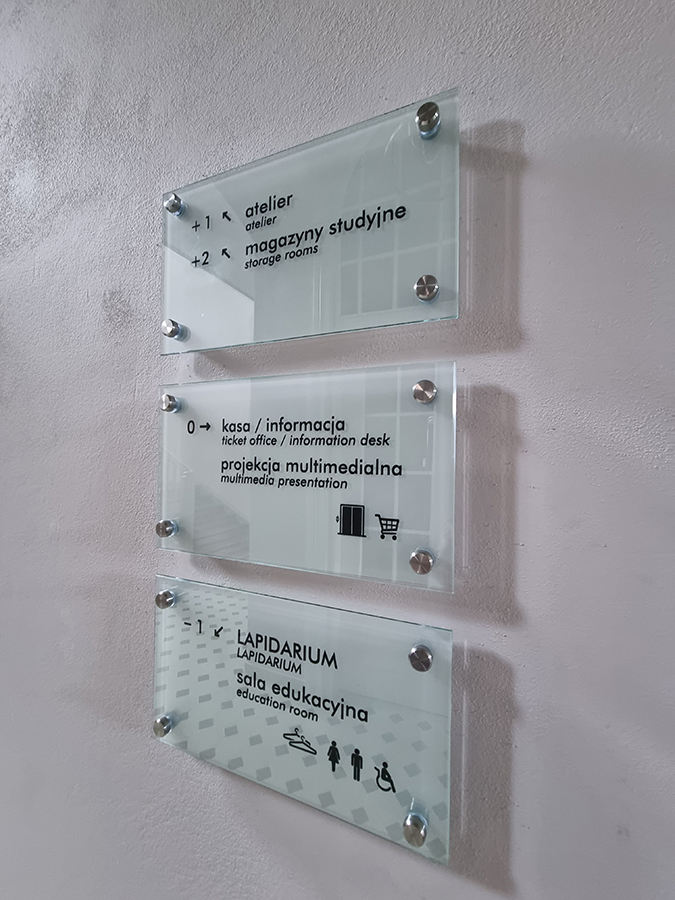 +1 ↖ atelier
atelier
+2 ↖ magazyny studyjne
storage rooms
0 → kasa / informacja
ticket office / information desk
projekcja multimedialna
multimedia presentation
-1 ↙ LAPIDARIUM
LAPIDARIUM
sala edukacyjna
education room